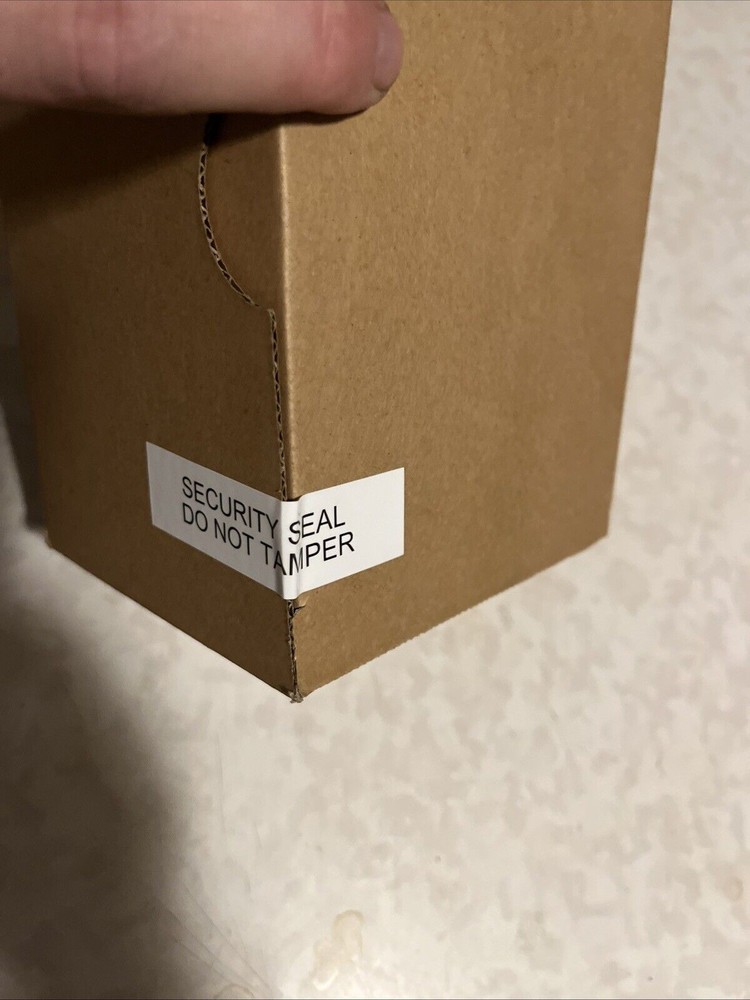 SECURITY SEAL
DO NOT TAMPER